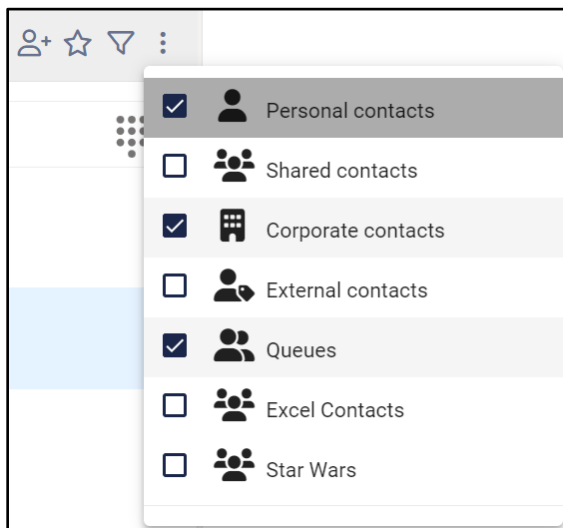 Personal contacts
Shared contacts
Corporate contacts
External contacts
Queues
Excel Contacts
Star Wars